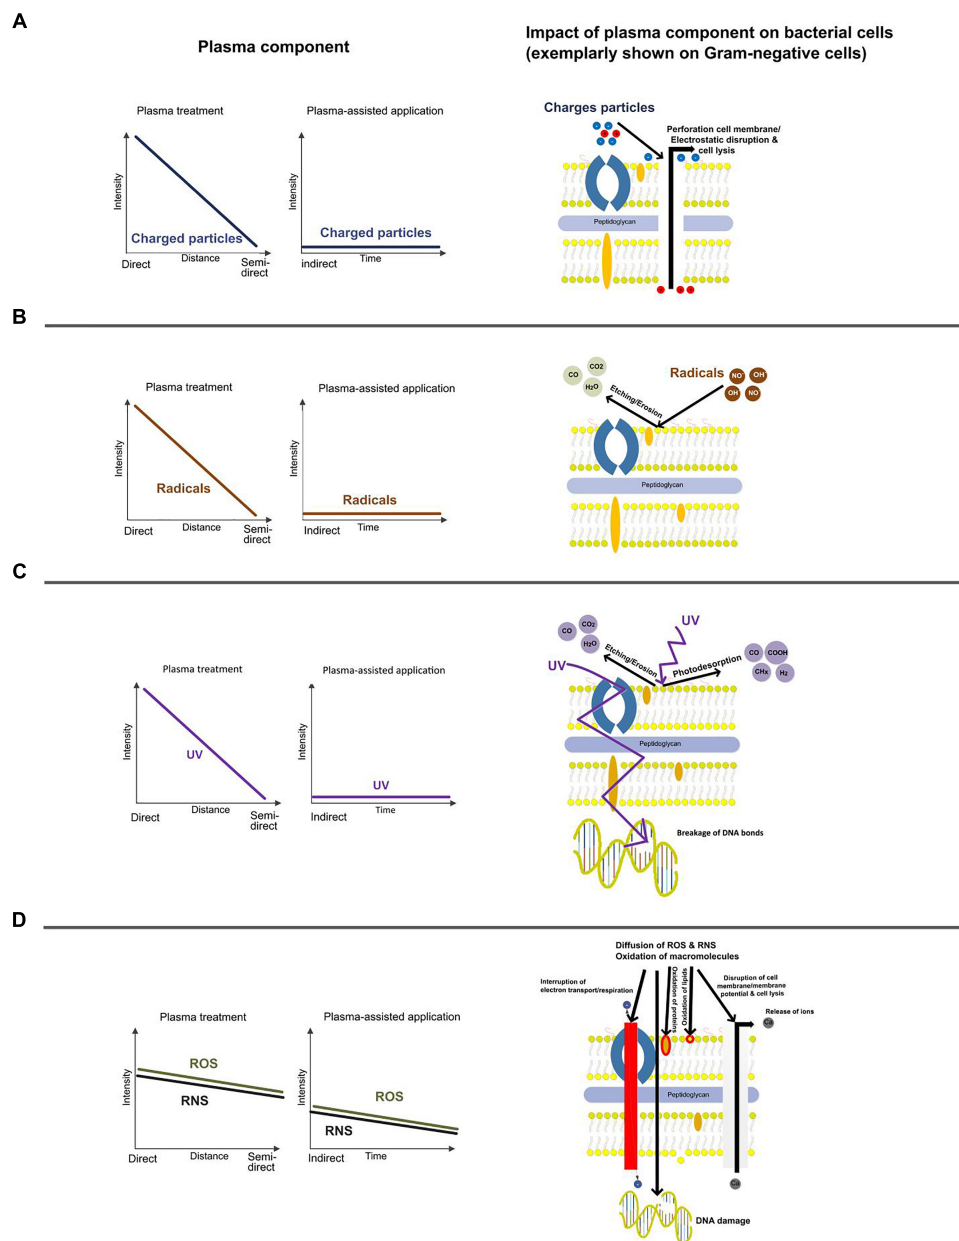 A
Plasma component
Impact of plasma component on bacterial cells
(exemplarly shown on Gram-negative cells)
Plasma treatment
Plasma-assisted application
Intensity
Charged particles
Direct
Distance
Semi-
direct
Intensity
Charged particles
indirect
Time
Charges particles
Perforation cell membrane/
Electrostatic disruption &
cell lysis
Peptidoglycan
B
Plasma treatment
Plasma-assisted application
Intensity
Radicals
Direct
Distance
Semi-
direct
Intensity
Radicals
Indirect
Time
CO
CO2
H2O
Etching/Erosion
Radicals
NO
OH
OH
NO
Peptidoglycan
C
Plasma treatment
Plasma-assisted application
Intensity
UV
Direct
Distance
Semi-
direct
Intensity
UV
Indirect
Time
CO
CO2
H2O
UV
UV
Etching/Erosion
Photodesorption
CO
COOH
CHx
H2
Peptidoglycan
Breakage of DNA bonds
D
Plasma treatment
Plasma-assisted application
Intensity
ROS
RNS
Direct
Distance
Semi-
direct
Intensity
ROS
RNS
Indirect
Time
Diffusion of ROS & RNS
Oxidation of macromolecules
Interruption of
electron transport/respiration
Oxidation of proteins
Oxidation of lipids
Disruption of cell
membrane/membrane
potential & cell lysis
Release of ions
Ca
Peptidoglycan
Ca
DNA damage